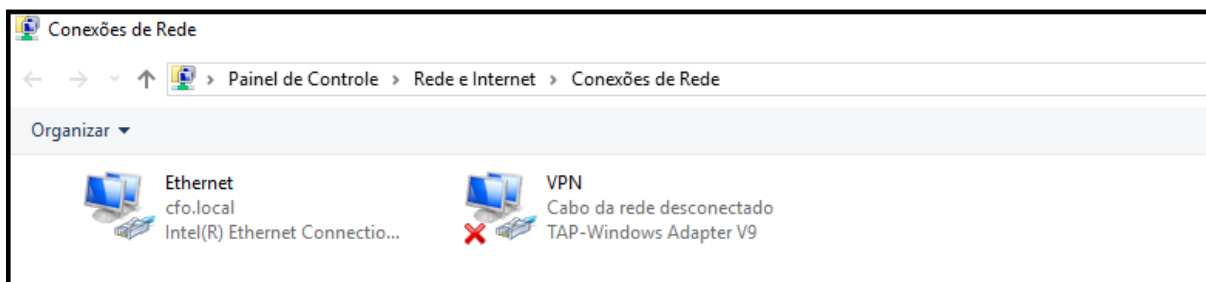 Conexões de Rede
Painel de Controle > Rede e Internet > Conexões de Rede
Organizar
Ethernet
cfo.local
Intel(R) Ethernet Connectio...
VPN
Cabo da rede desconectado
TAP-Windows Adapter V9